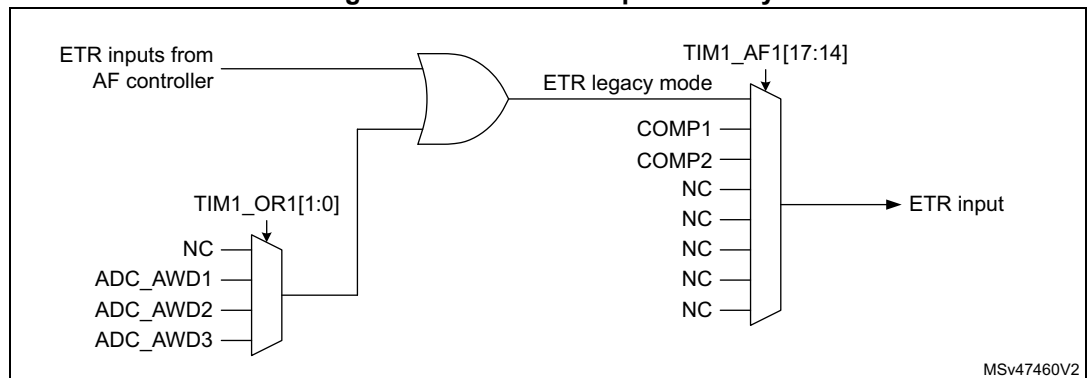 ETR inputs from
AF controller
TIM1_AF1[17:14]
ETR legacy mode
COMP1
COMP2
NC
NC
NC
NC
NC
ETR input
TIM1_OR1[1:0]
NC
ADC_AWD1
ADC_AWD2
ADC_AWD3
MSv47460V2